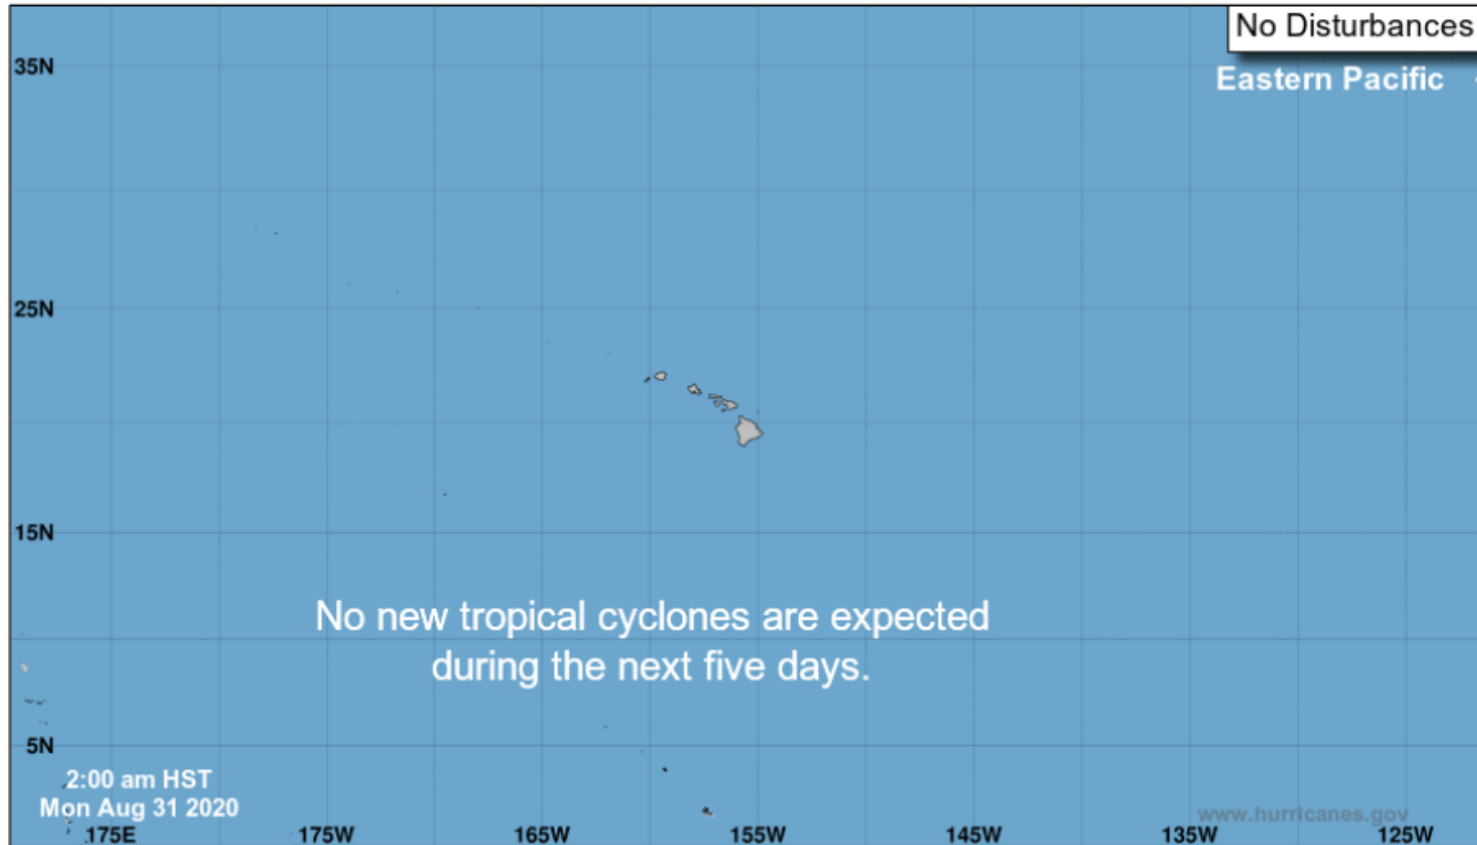 No Disturbances
35N
Eastern Pacific
25N
15N
No new tropical cyclones are expected
during the next five days.
5N
2:00 am HST
Mon Aug 31 2020
www.hurricanes.gov
175E 175W 165W 155W 145W 135W 125W